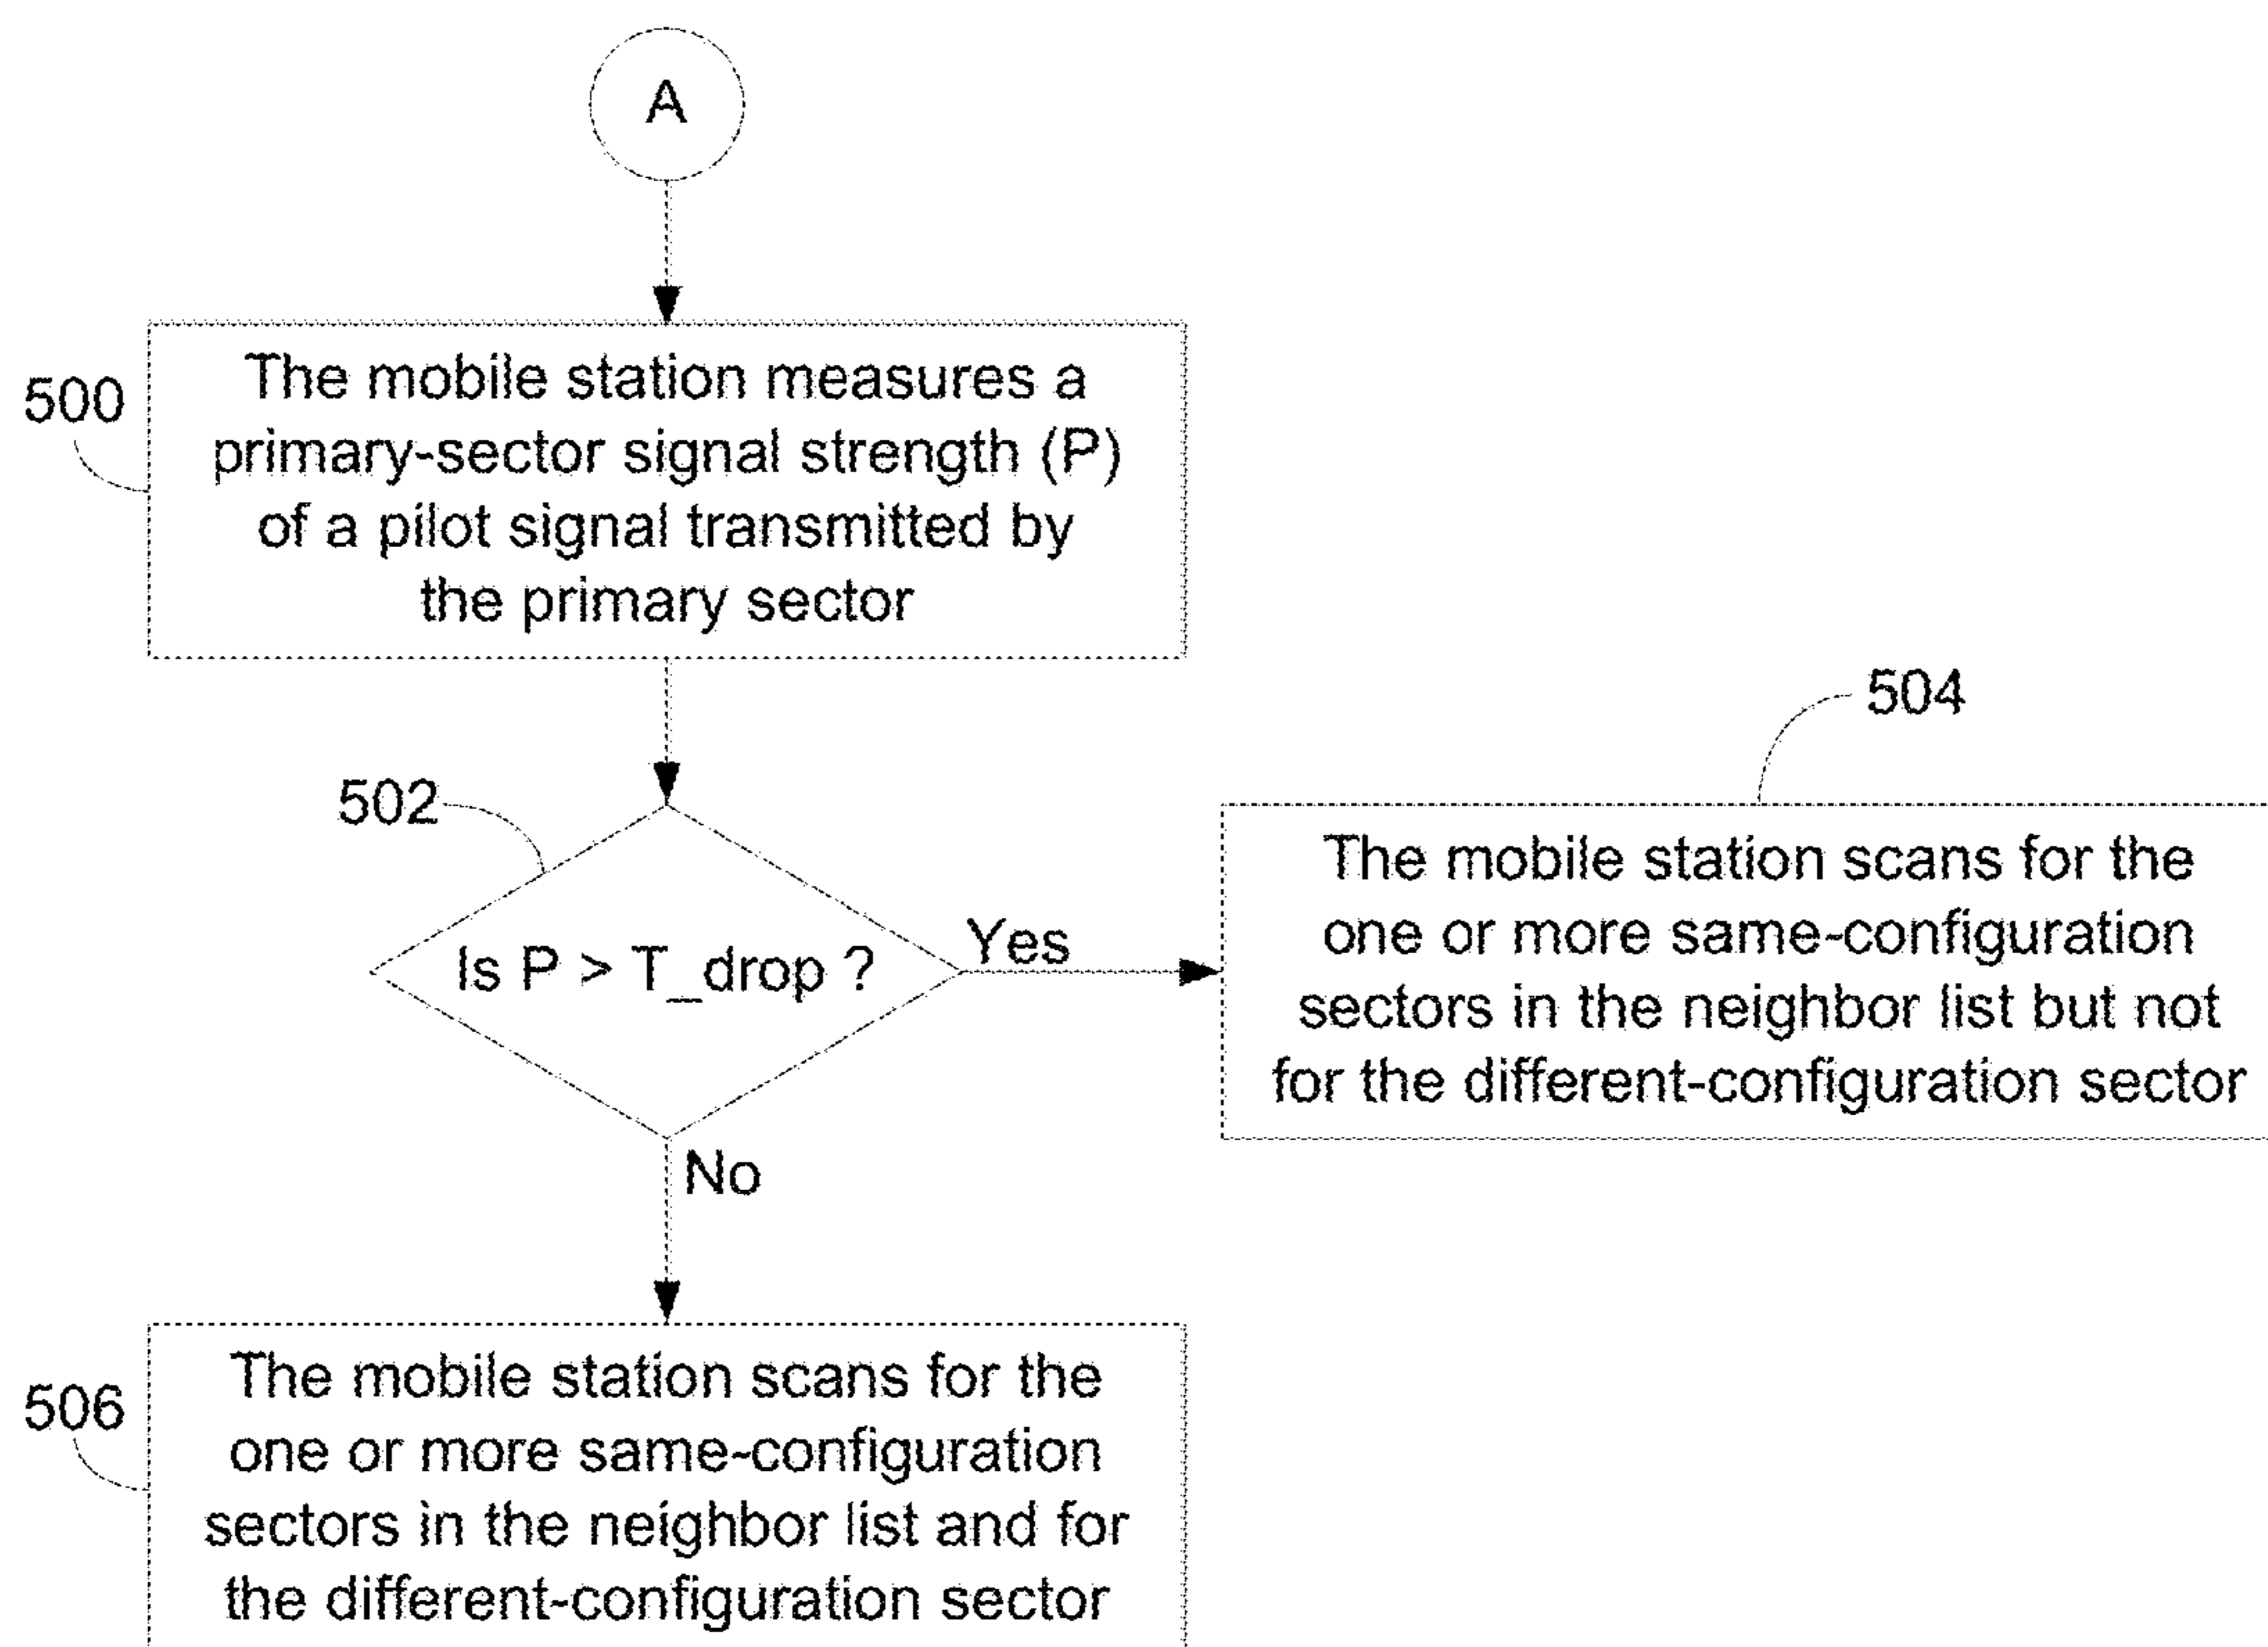 A
500
The mobile station measures a
primary-sector signal strength (P)
of a pilot signal transmitted by
the primary sector
504
502
Is P > T_drop ?
Yes
The mobile station scans for the
one or more same-configuration
sectors in the neighbor list but not
for the different-configuration sector
No
506
The mobile station scans for the
one or more same-configuration
sectors in the neighbor list and for
the different-configuration sector